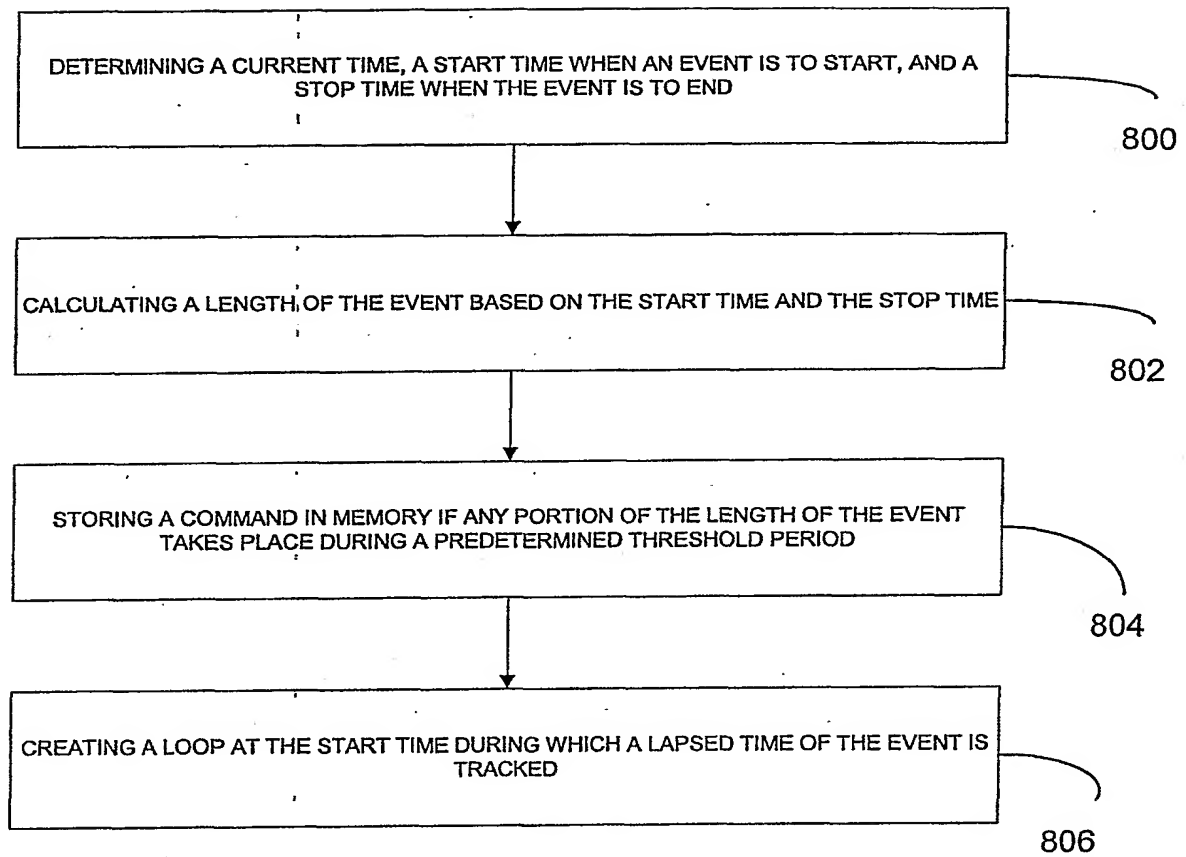 DETERMINING A CURRENT TIME, A START TIME WHEN AN EVENT IS TO START, AND A
STOP TIME WHEN THE EVENT IS TO END
800
CALCULATING A LENGTH OF THE EVENT BASED ON THE START TIME AND THE STOP TIME
802
STORING A COMMAND IN MEMORY IF ANY PORTION OF THE LENGTH OF THE EVENT
TAKES PLACE DURING A PREDETERMINED THRESHOLD PERIOD
804
CREATING A LOOP AT THE START TIME DURING WHICH A LAPSED TIME OF THE EVENT IS
TRACKED
806